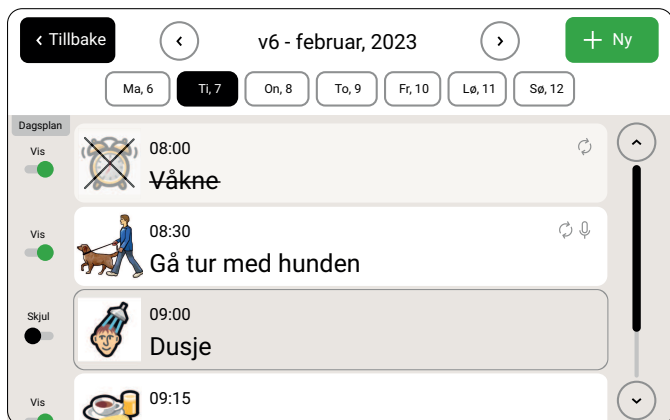 Tillbake
v6 - februar, 2023
Ny
Ma, 6
Ti, 7
On, 8
To, 9
Fr, 10
Lø, 11
Sø, 12
Dagsplan
Vis
08:00
Våkne
Vis
08:30
Gå tur med hunden
Skjul
09:00
Dusje
Vis
09:15